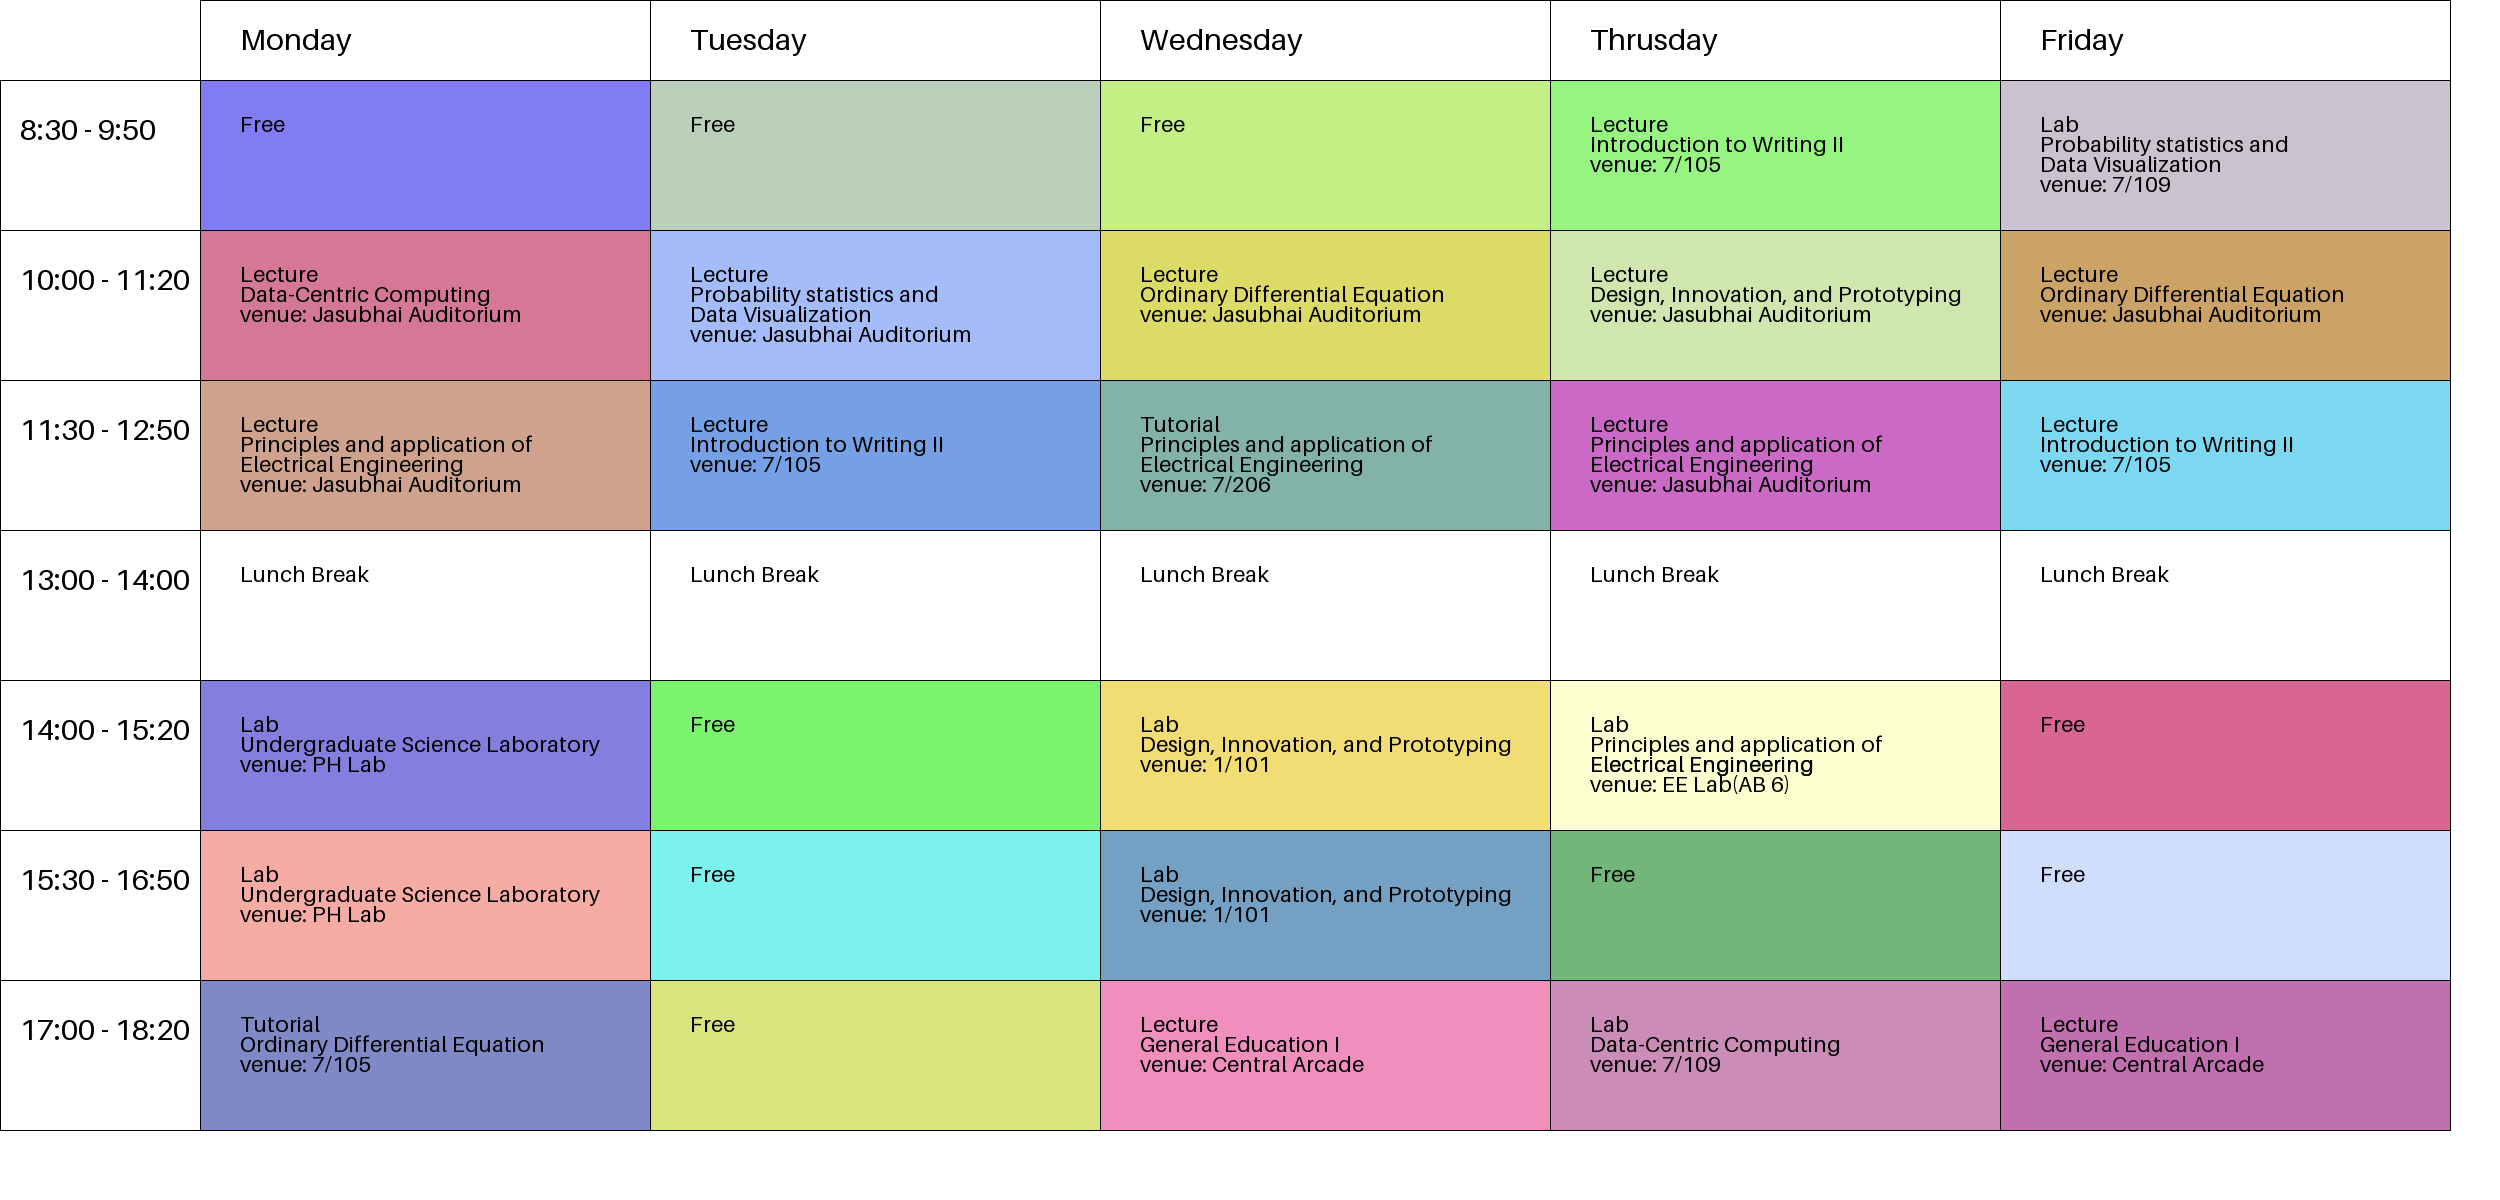 Monday
Tuesday
Wednesday
Thrusday
Friday
8:30 - 9:50
Free
Free
Free
Lecture
Introduction to Writing II
venue: 7/105
Lab
Probability statistics and
Data Visualization
venue: 7/109
10:00 - 11:20
Lecture
Data-Centric Computing
venue: Jasubhai Auditorium
Lecture
Probability statistics and
Data Visualization
venue: Jasubhai Auditorium
Lecture
Ordinary Differential Equation
venue: Jasubhai Auditorium
Lecture
Design, Innovation, and Prototyping
venue: Jasubhai Auditorium
Lecture
Ordinary Differential Equation
venue: Jasubhai Auditorium
11:30 - 12:50
Lecture
Principles and application of
Electrical Engineering
venue: Jasubhai Auditorium
Lecture
Introduction to Writing II
venue: 7/105
Tutorial
Principles and application of
Electrical Engineering
venue: 7/206
Lecture
Principles and application of
Electrical Engineering
venue: Jasubhai Auditorium
Lecture
Introduction to Writing II
venue: 7/105
13:00 - 14:00
Lunch Break
Lunch Break
Lunch Break
Lunch Break
Lunch Break
14:00 - 15:20
Lab
Undergraduate Science Laboratory
venue: PH Lab
Free
Lab
Design, Innovation, and Prototyping
venue: 1/101
Lab
Principles and application of
Electrical Engineering
venue: EE Lab(AB 6)
Free
15:30 - 16:50
Lab
Undergraduate Science Laboratory
venue: PH Lab
Free
Lab
Design, Innovation, and Prototyping
venue: 1/101
Free
Free
17:00 - 18:20
Tutorial
Ordinary Differential Equation
venue: 7/105
Free
Lecture
General Education I
venue: Central Arcade
Lab
Data-Centric Computing
venue: 7/109
Lecture
General Education I
venue: Central Arcade